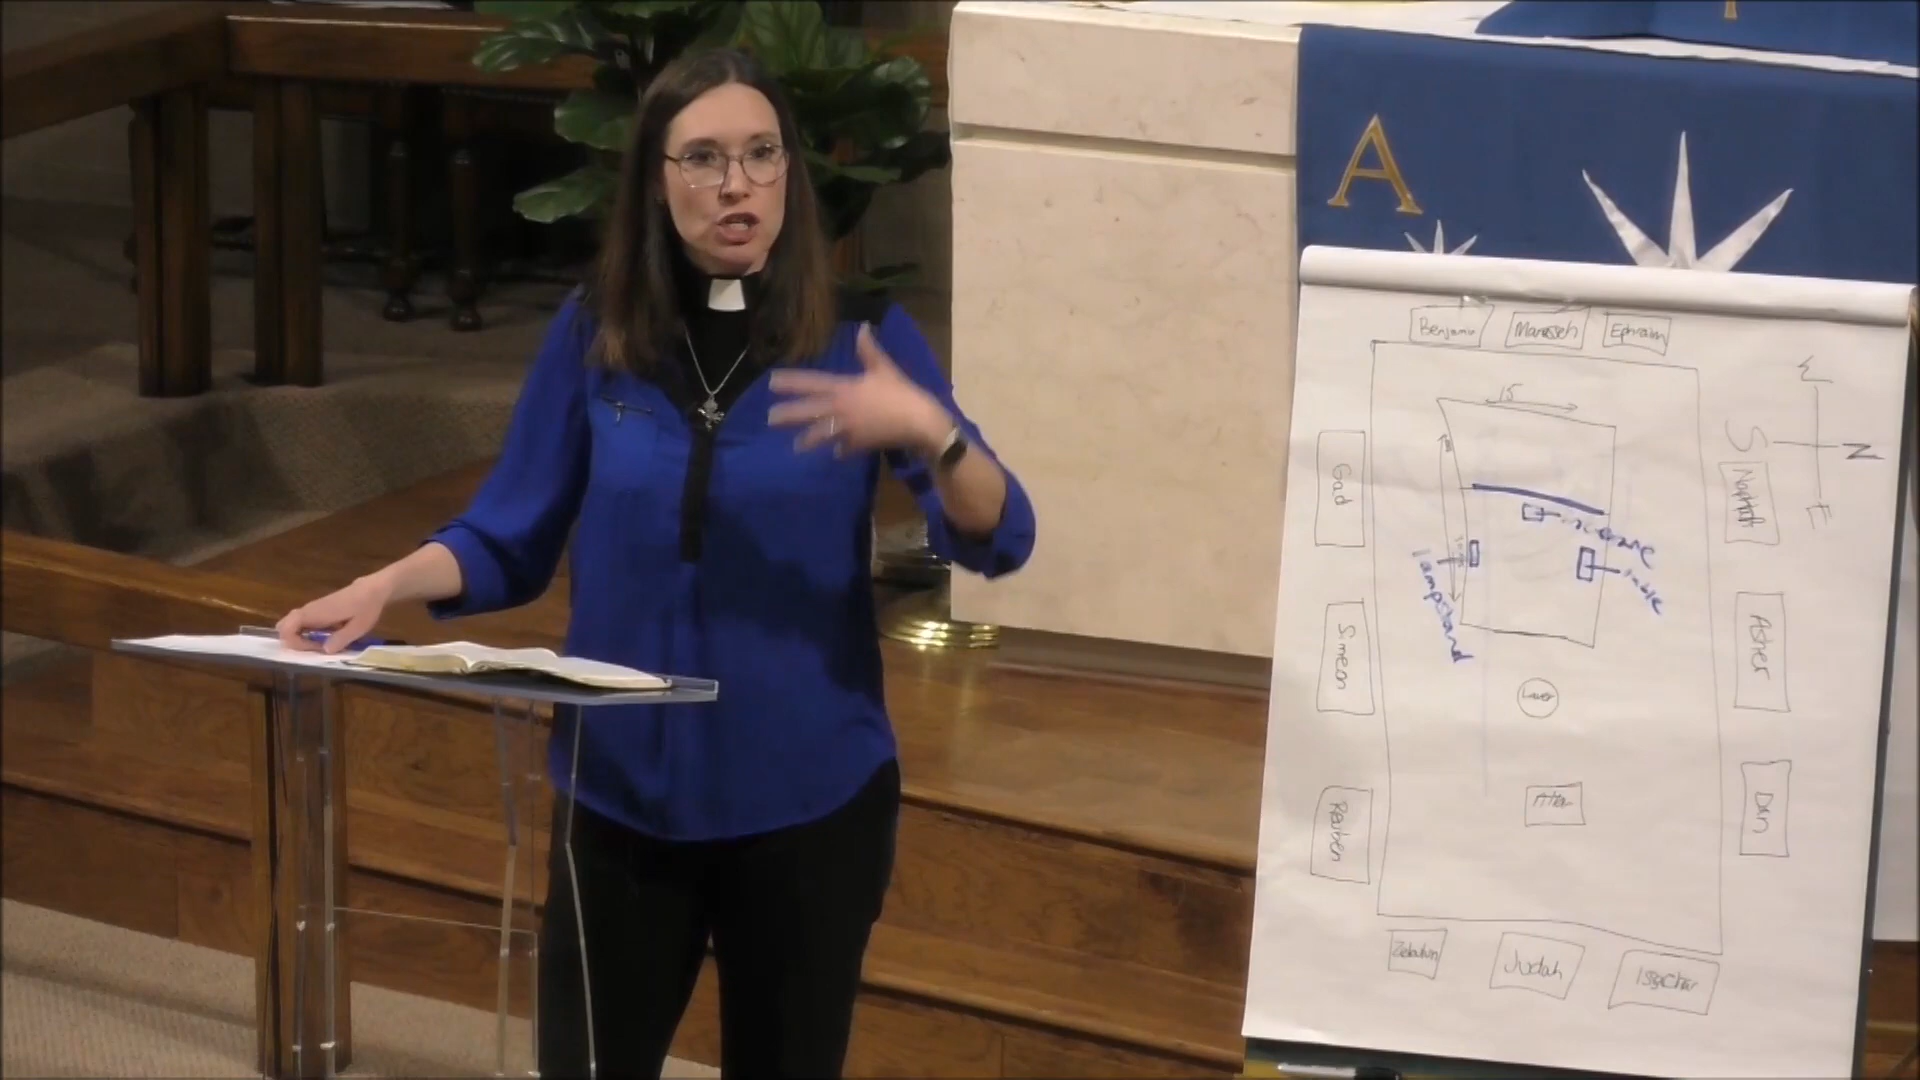 A
Benjamin Manasseh Ephraim
15
W
S N
E
Gad
Naphtali
incense
table
lampstand
Simeon
Asher
Laver
Altar
Reuben
Dan
Zebulun Judah Issachar